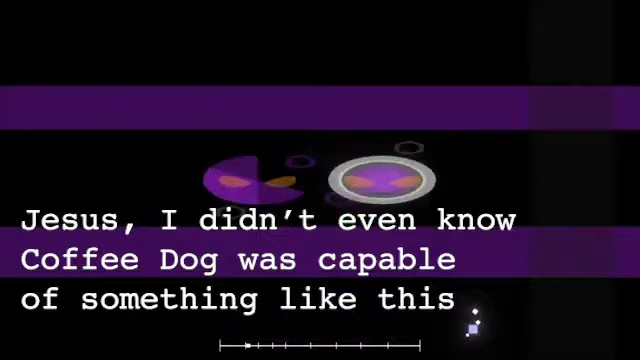 Jesus, I didn't even know
Coffee Dog was capable
of something like this